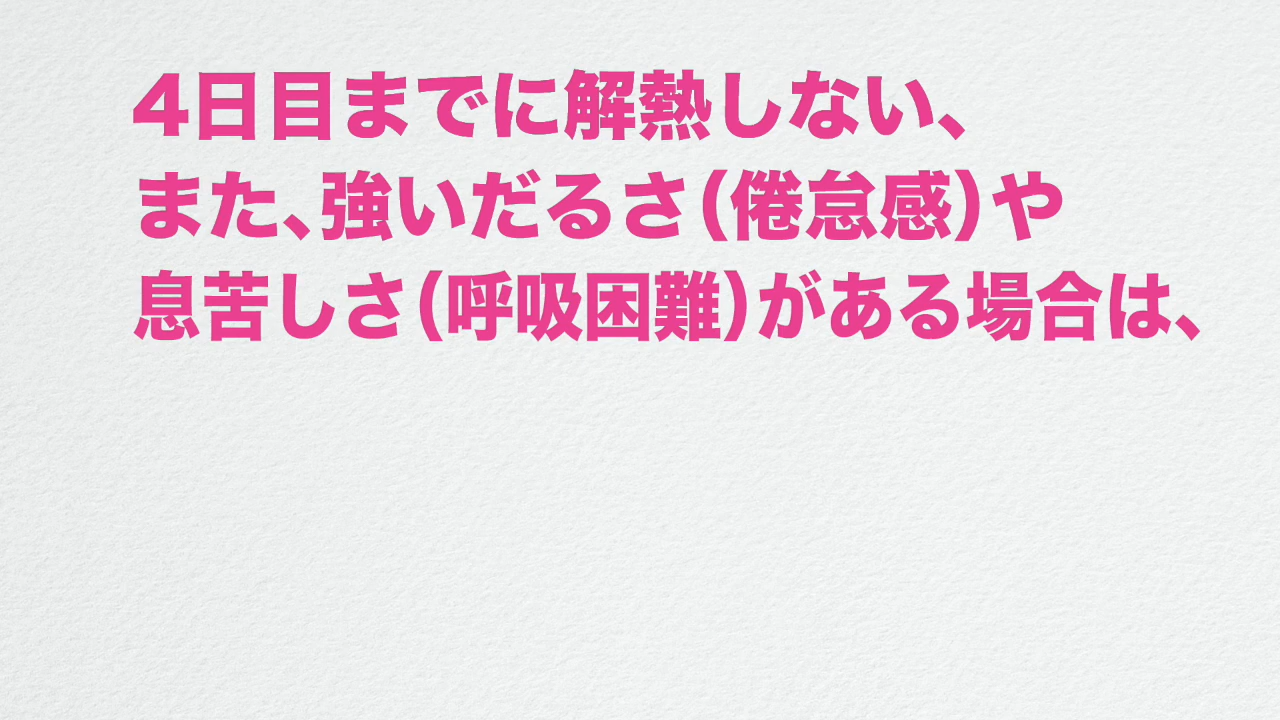 4日目までに解熱しない、
また、強いだるさ（倦怠感）や
息苦しさ（呼吸困難）がある場合は、